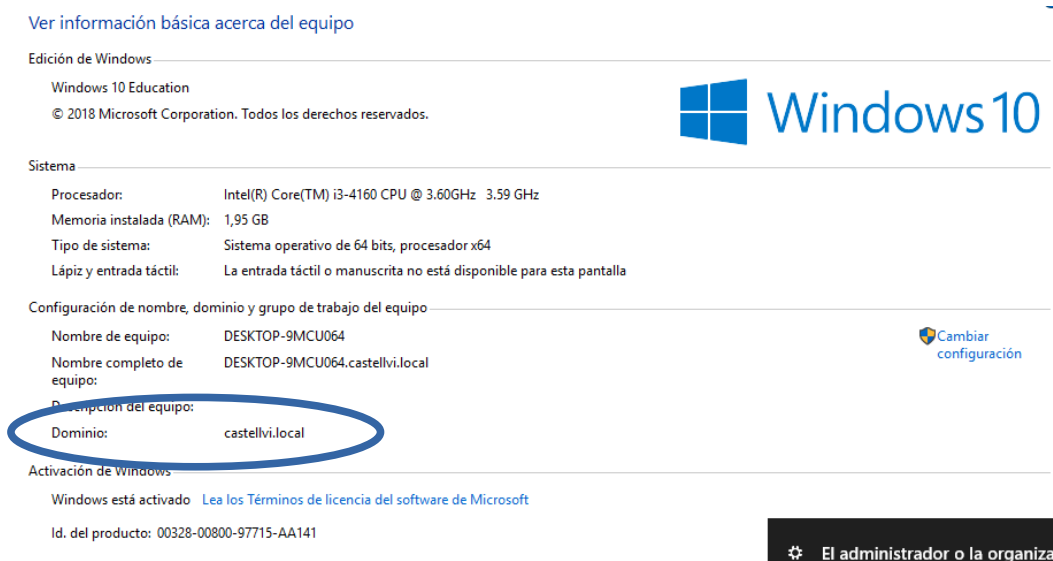 Ver información básica acerca del equipo
Edición de Windows
Windows 10 Education
© 2018 Microsoft Corporation. Todos los derechos reservados.
Windows 10
Sistema
Procesador: Intel(R) Core(TM) i3-4160 CPU @ 3.60GHz 3.59 GHz
Memoria instalada (RAM): 1,95 GB
Tipo de sistema: Sistema operativo de 64 bits, procesador x64
Lápiz y entrada táctil: La entrada táctil o manuscrita no está disponible para esta pantalla
Configuración de nombre, dominio y grupo de trabajo del equipo
Nombre de equipo: DESKTOP-9MCU064
Cambiar
configuración
Nombre completo de DESKTOP-9MCU064.castellvi.local
equipo:
Descripción del equipo:
Dominio: castellvi.local
Activación de Windows
Windows está activado Lea los Términos de licencia del software de Microsoft
Id. del producto: 00328-00800-97715-AA141
El administrador o la organiza